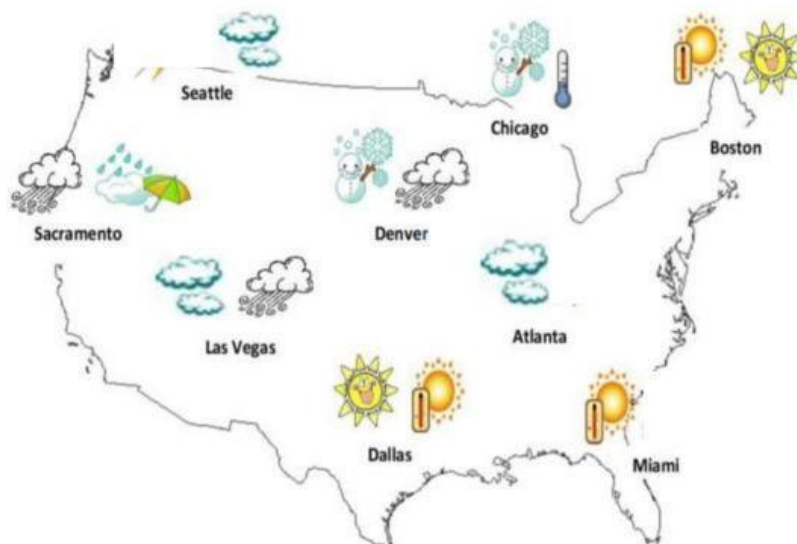 Seattle
Chicago
Boston
Sacramento
Denver
Las Vegas
Atlanta
Dallas
Miami